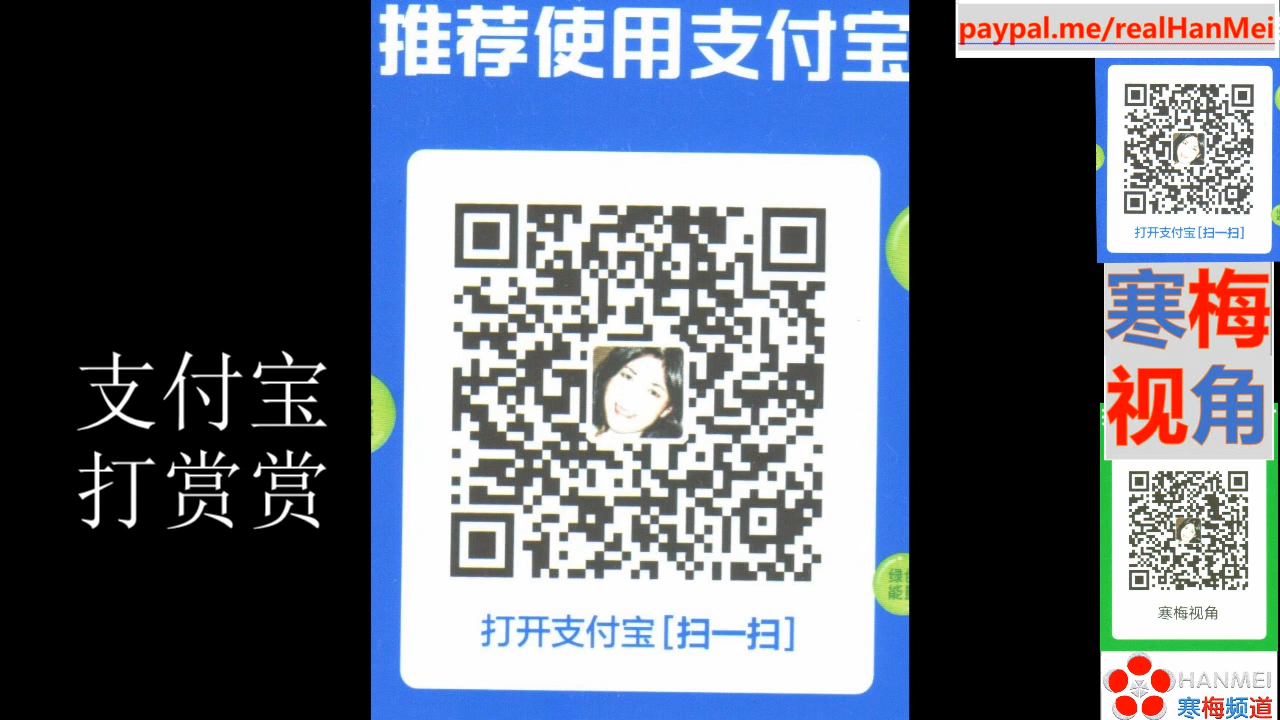 推荐使用支付宝
支付宝
打赏赏
打开支付宝[扫一扫]
paypal.me/realHanMei
打开支付宝[扫一扫]
寒梅
视角
寒梅视角
HANMEI
寒梅频道